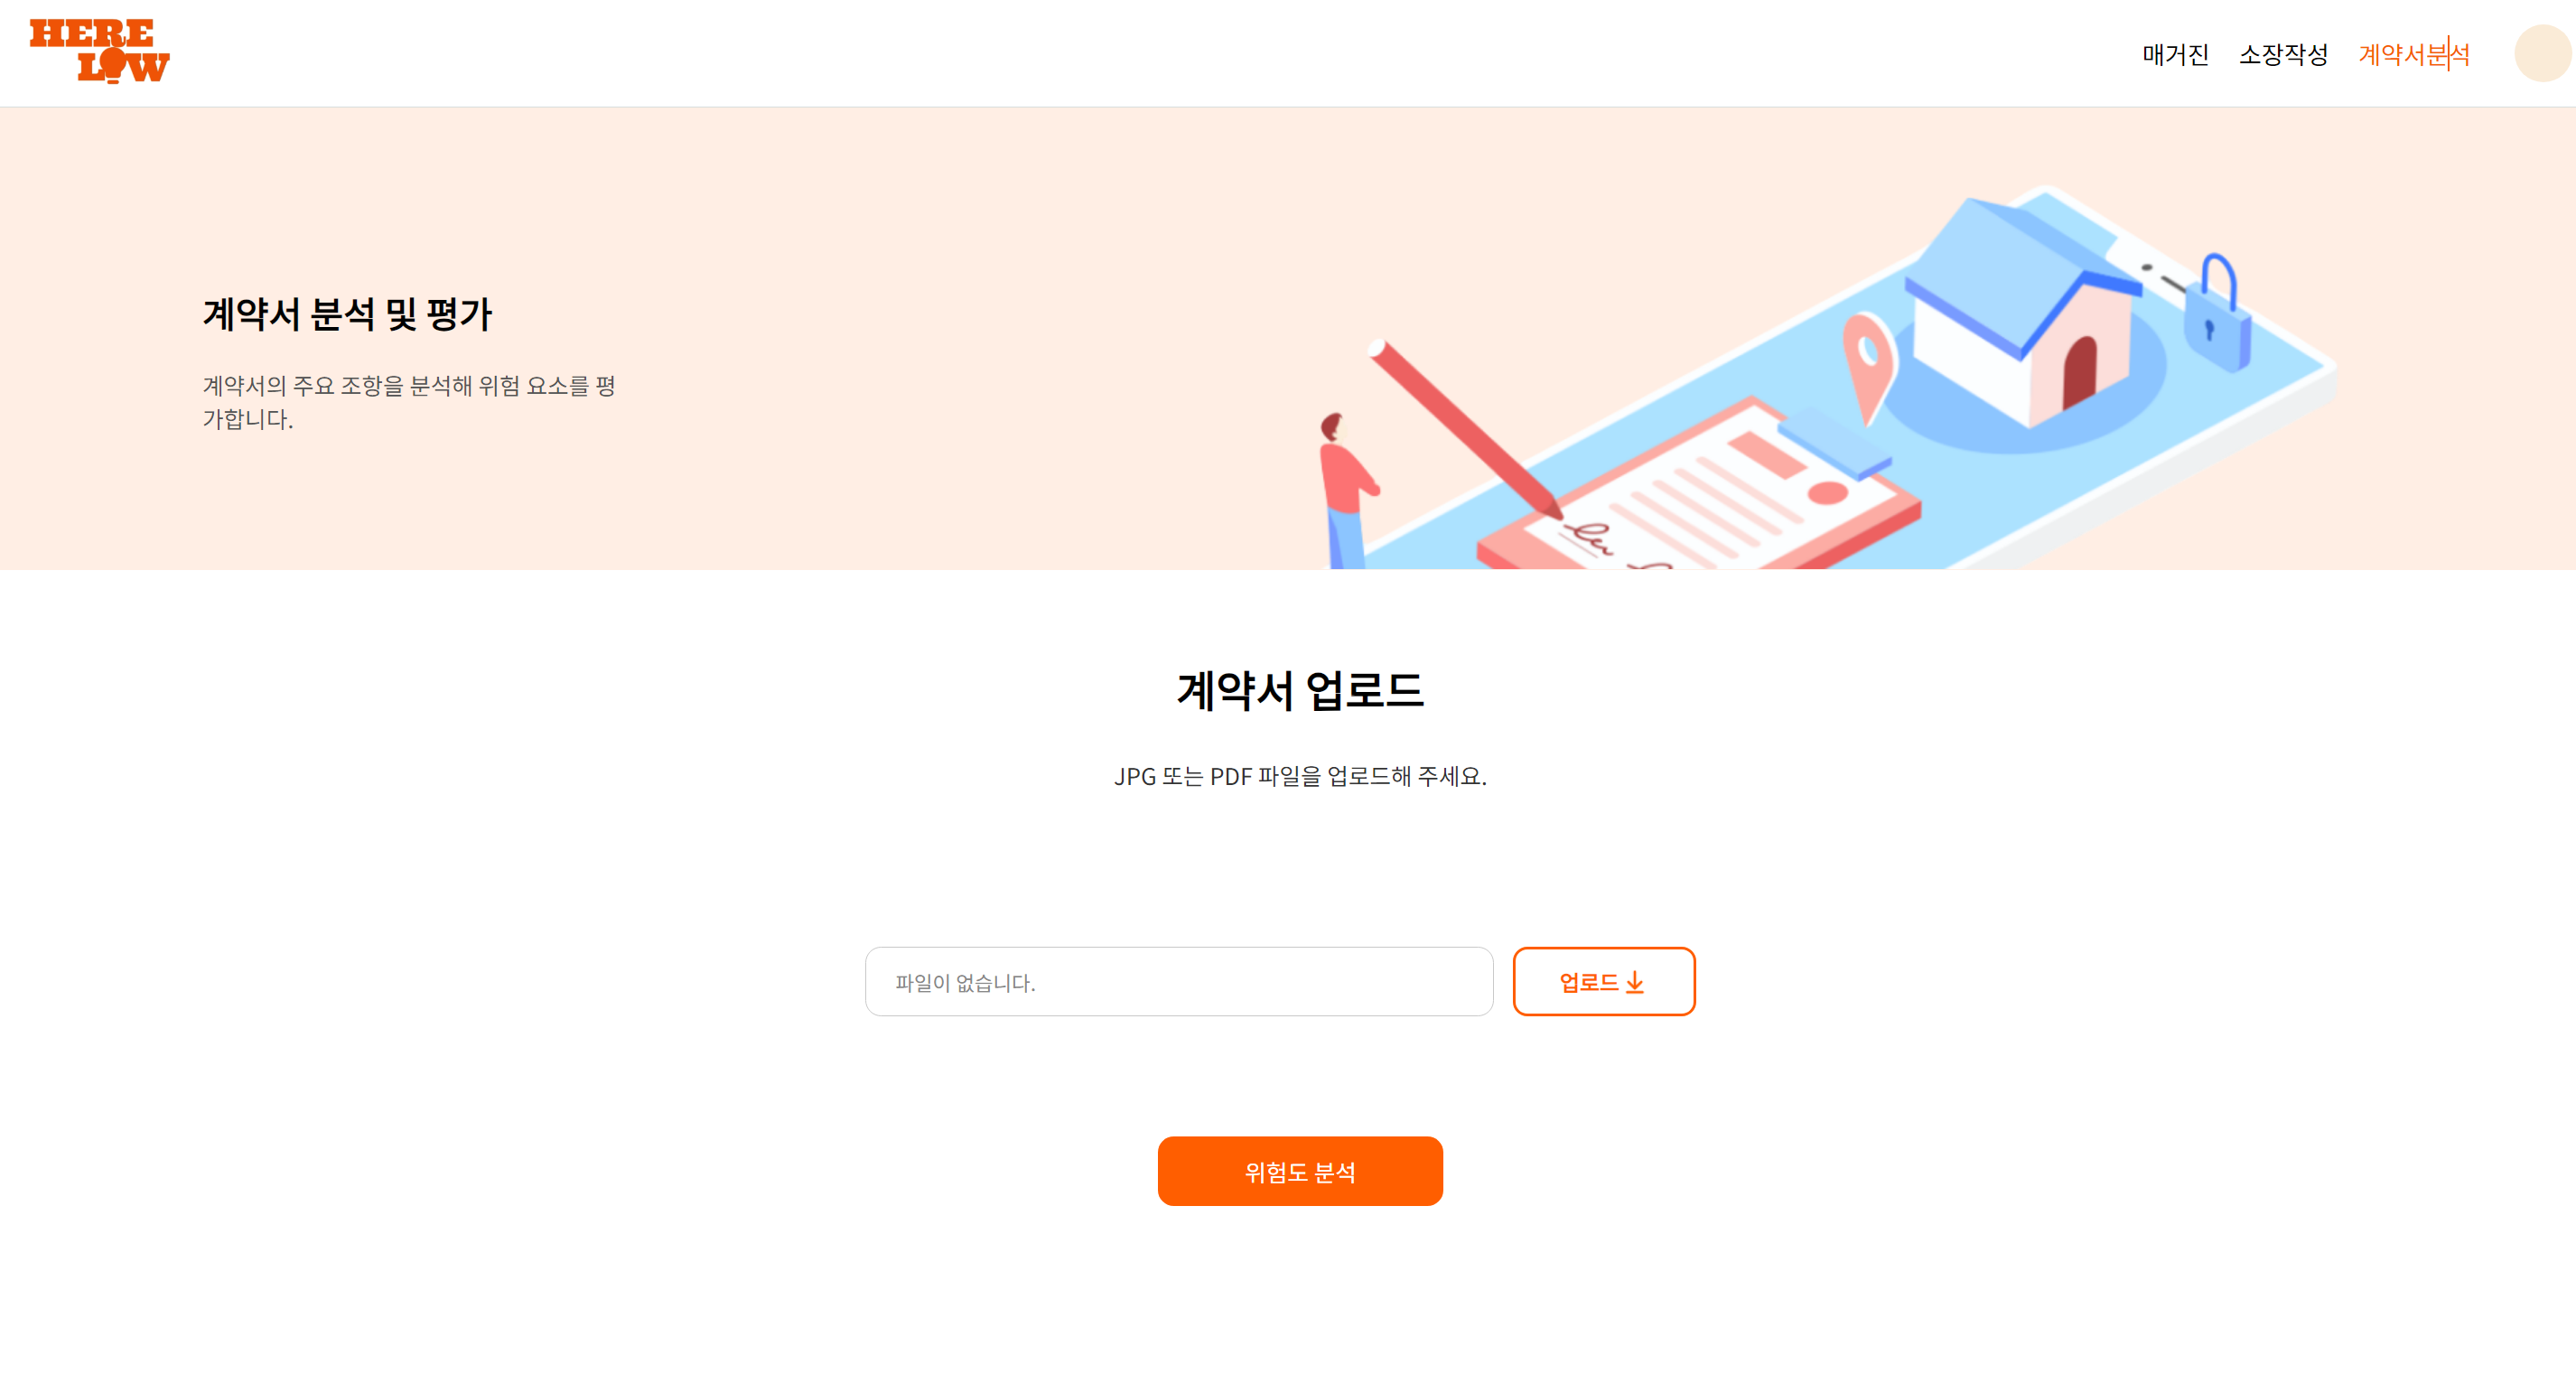 HERE
LOW
매거진 소장작성 계약서분석
계약서 분석 및 평가
계약서의 주요 조항을 분석해 위험 요소를 평
가합니다.
계약서 업로드
JPG 또는 PDF 파일을 업로드해 주세요.
파일이 없습니다. 업로드
위험도 분석